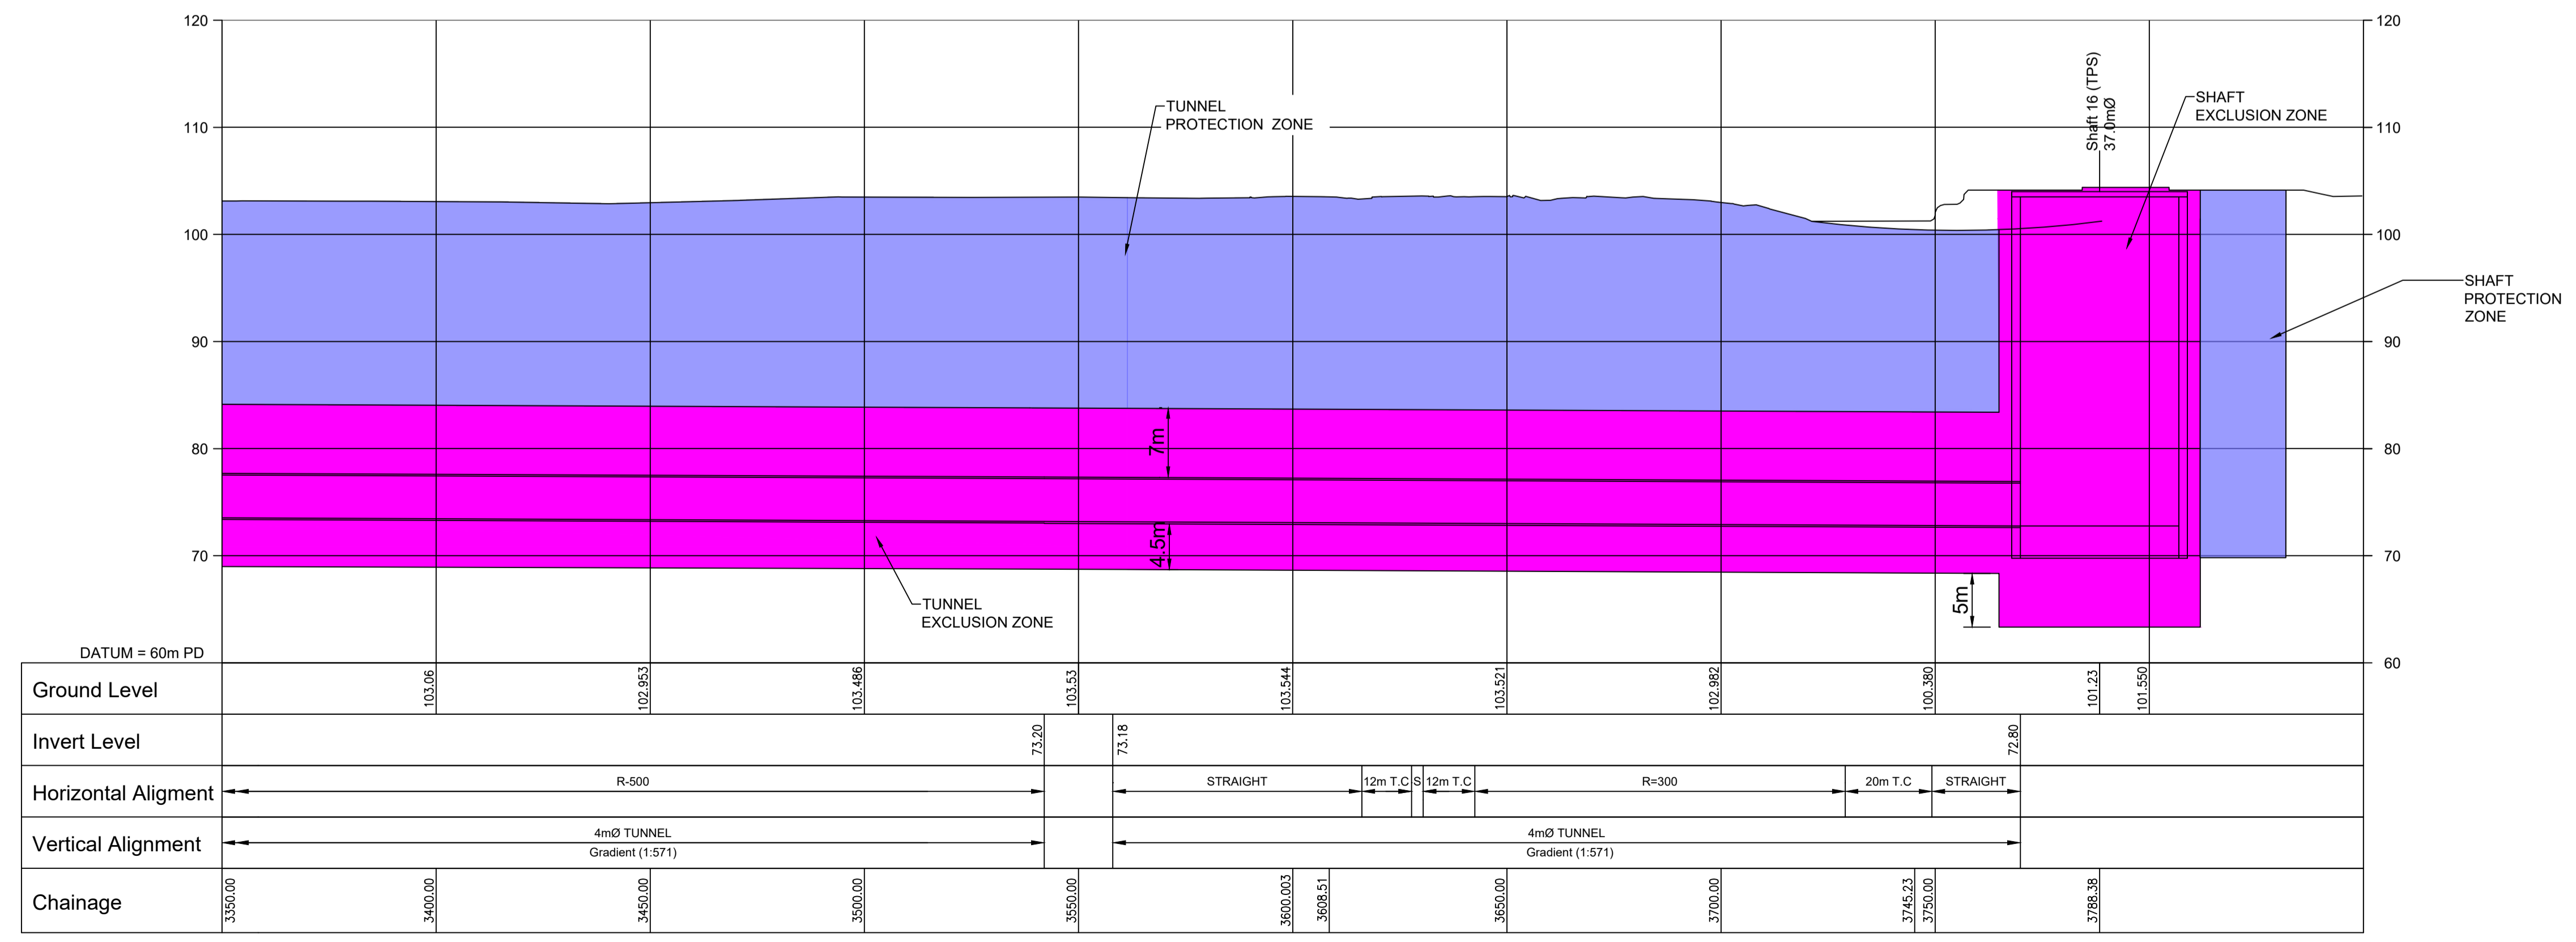 120
120
Shaft 16 (TPS)
37.0mØ
SHAFT
EXCLUSION ZONE
TUNNEL
PROTECTION ZONE
110
110
100
100
SHAFT
PROTECTION
ZONE
90
90
7m
80
80
4.5m
70
70
5m
TUNNEL
EXCLUSION ZONE
DATUM = 60m PD
60
Ground Level
103.06
102.953
103.486
103.53
103.544
103.521
102.982
100.380
101.23
101.550
Invert Level
73.20
73.18
72.80
Horizontal Aligment
R-500
STRAIGHT
12m T.C
S
12m T.C
R=300
20m T.C
STRAIGHT
Vertical Alignment
4mØ TUNNEL
Gradient (1:571)
4mØ TUNNEL
Gradient (1:571)
Chainage
3350.00
3400.00
3450.00
3500.00
3550.00
3600.003
3608.51
3650.00
3700.00
3745.23
3750.00
3788.38